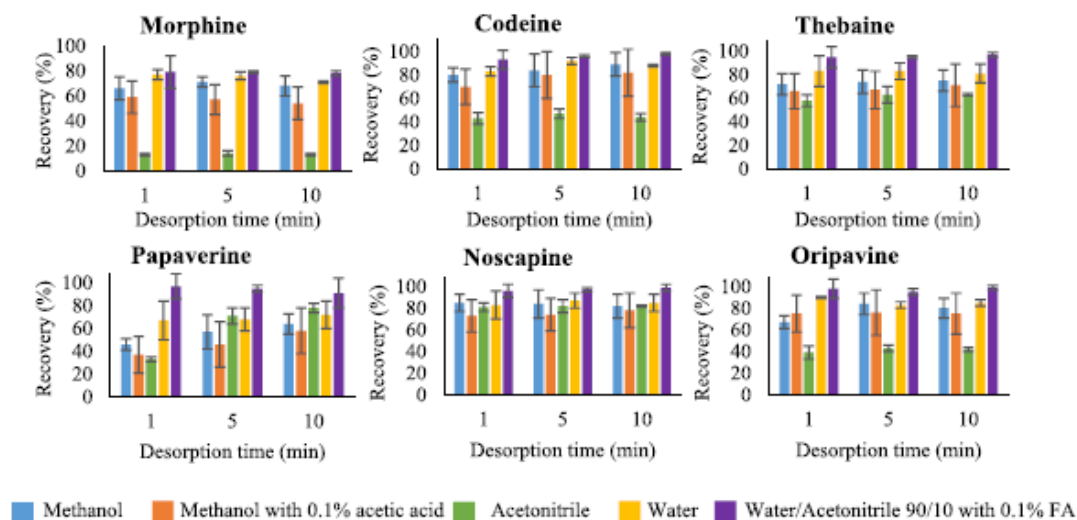 Morphine
Recovery (%)
100
80
60
40
20
0
1 5 10
Desorption time (min)
Codeine
Recovery (%)
100
80
60
40
20
0
1 5 10
Desorption time (min)
Thebaine
Recovery (%)
100
80
60
40
20
0
1 5 10
Desorption time (min)
Papaverine
Recovery (%)
100
80
60
40
20
0
1 5 10
Desorption time (min)
Noscapine
Recovery (%)
100
80
60
40
20
0
1 5 10
Desorption time (min)
Oripavine
Recovery (%)
100
80
60
40
20
0
1 5 10
Desorption time (min)
Methanol Methanol with 0.1% acetic acid Acetonitrile Water Water/Acetonitrile 90/10 with 0.1% FA